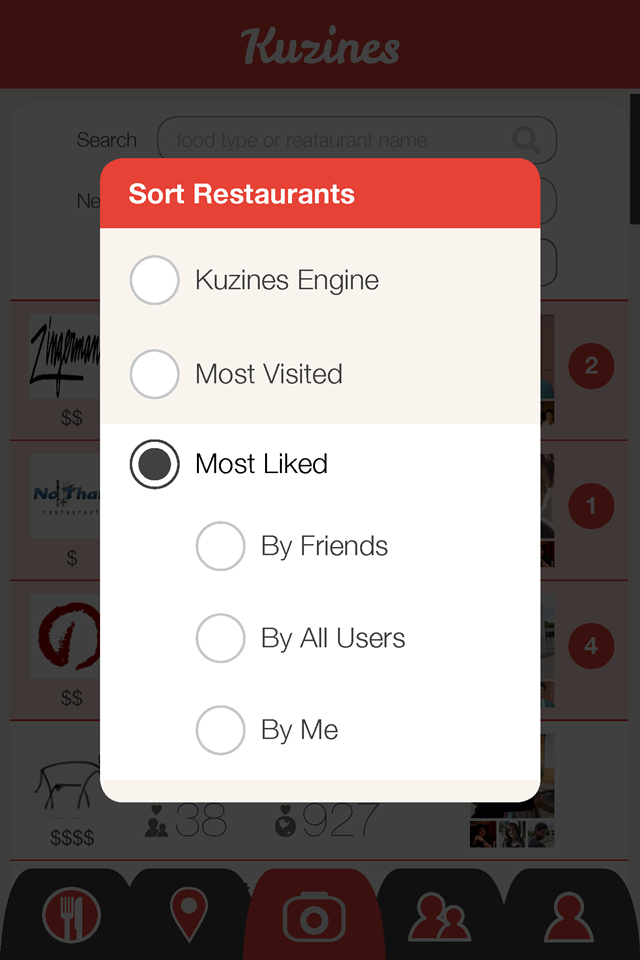 Kuzines
Search food type or reataurant name
Ne
Sort Restaurants
Kuzines Engine
Most Visited
Most Liked
By Friends
By All Users
By Me
Zingerman
$$
2
No Thai
restaurant
$
1
$$
4
$$$$
38
927